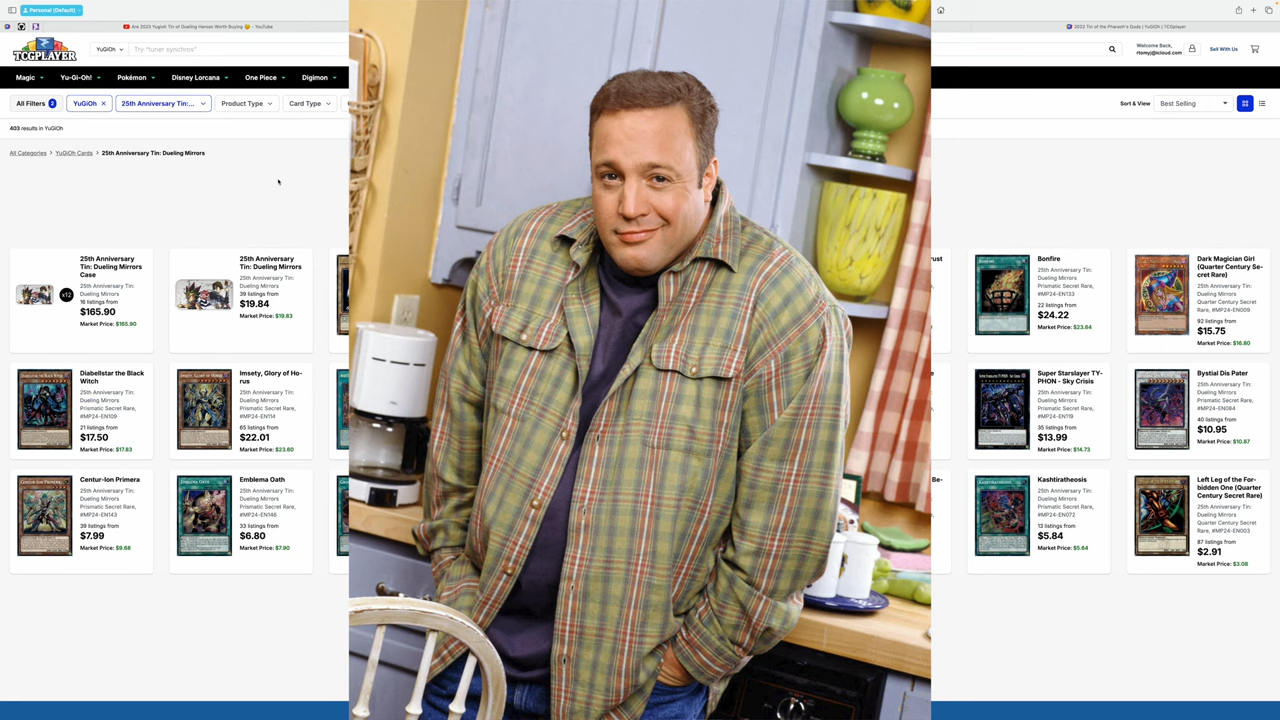 Personal (Default)
Are 2023 Yugioh Tin of Dueling Heroes Worth Buying 🤔 - YouTube
2022 Tin of the Pharaoh's Gods | YuGiOh | TCGplayer
TCGPLAYER
YuGiOh
Try "tuner synchros"
Welcome Back,
rtomyj@icloud.com
Sell With Us
Magic
Yu-Gi-Oh!
Pokémon
Disney Lorcana
One Piece
Digimon
All Filters 2
YuGiOh
25th Anniversary Tin:...
Product Type
Card Type
Sort & View
Best Selling
403 results in YuGiOh
All Categories > YuGiOh Cards > 25th Anniversary Tin: Dueling Mirrors
x12
25th Anniversary
Tin: Dueling Mirrors
Case
25th Anniversary Tin:
Dueling Mirrors
16 listings from
$165.90
Market Price: $165.90
25th Anniversary
Tin: Dueling Mirrors
25th Anniversary Tin:
Dueling Mirrors
39 listings from
$19.84
Market Price: $19.83
rust
Bonfire
25th Anniversary Tin:
Dueling Mirrors
Prismatic Secret Rare,
#MP24-EN133
22 listings from
$24.22
Market Price: $23.64
Dark Magician Girl
(Quarter Century Se-
cret Rare)
25th Anniversary Tin:
Dueling Mirrors
Quarter Century Secret
Rare, #MP24-EN009
92 listings from
$15.75
Market Price: $16.80
Diabellstar the Black
Witch
25th Anniversary Tin:
Dueling Mirrors
Prismatic Secret Rare,
#MP24-EN109
21 listings from
$17.50
Market Price: $17.83
Imsety, Glory of Ho-
rus
25th Anniversary Tin:
Dueling Mirrors
Prismatic Secret Rare,
#MP24-EN114
65 listings from
$22.01
Market Price: $23.60
Super Starslayer TY-
PHON - Sky Crisis
25th Anniversary Tin:
Dueling Mirrors
Prismatic Secret Rare,
#MP24-EN119
35 listings from
$13.99
Market Price: $14.73
Bystial Dis Pater
25th Anniversary Tin:
Dueling Mirrors
Prismatic Secret Rare,
#MP24-EN084
40 listings from
$10.95
Market Price: $10.87
Centur-Ion Primera
25th Anniversary Tin:
Dueling Mirrors
Prismatic Secret Rare,
#MP24-EN143
39 listings from
$7.99
Market Price: $9.68
Emblema Oath
25th Anniversary Tin:
Dueling Mirrors
Prismatic Secret Rare,
#MP24-EN146
33 listings from
$6.80
Market Price: $7.90
Be-
Kashtiratheosis
25th Anniversary Tin:
Dueling Mirrors
Prismatic Secret Rare,
#MP24-EN072
13 listings from
$5.84
Market Price: $5.64
Left Leg of the For-
bidden One (Quarter
Century Secret Rare)
25th Anniversary Tin:
Dueling Mirrors
Quarter Century Secret
Rare, #MP24-EN003
87 listings from
$2.91
Market Price: $3.08